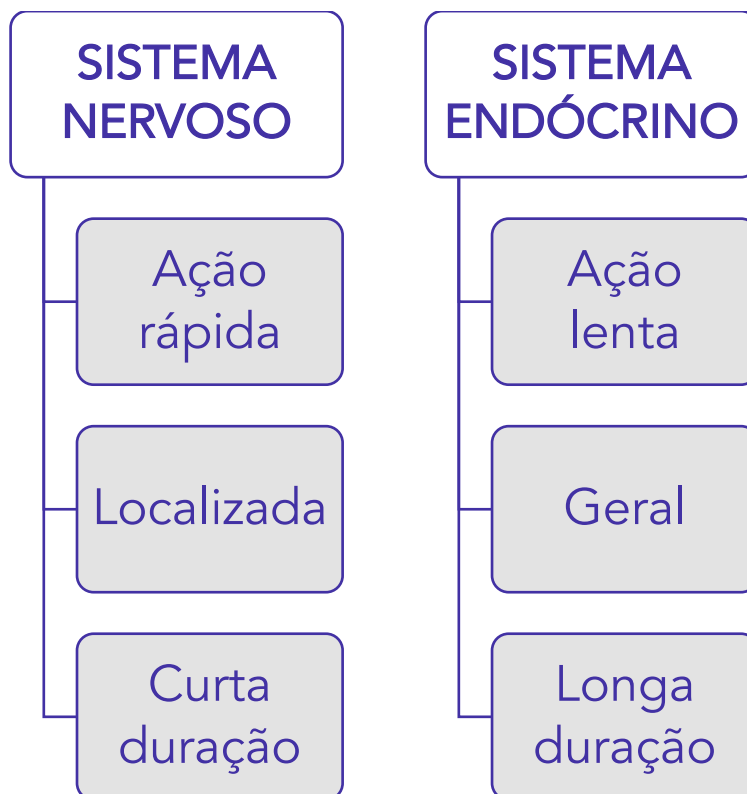 SISTEMA
NERVOSO
Ação
rápida
Localizada
Curta
duração
SISTEMA
ENDÓCRINO
Ação
lenta
Geral
Longa
duração